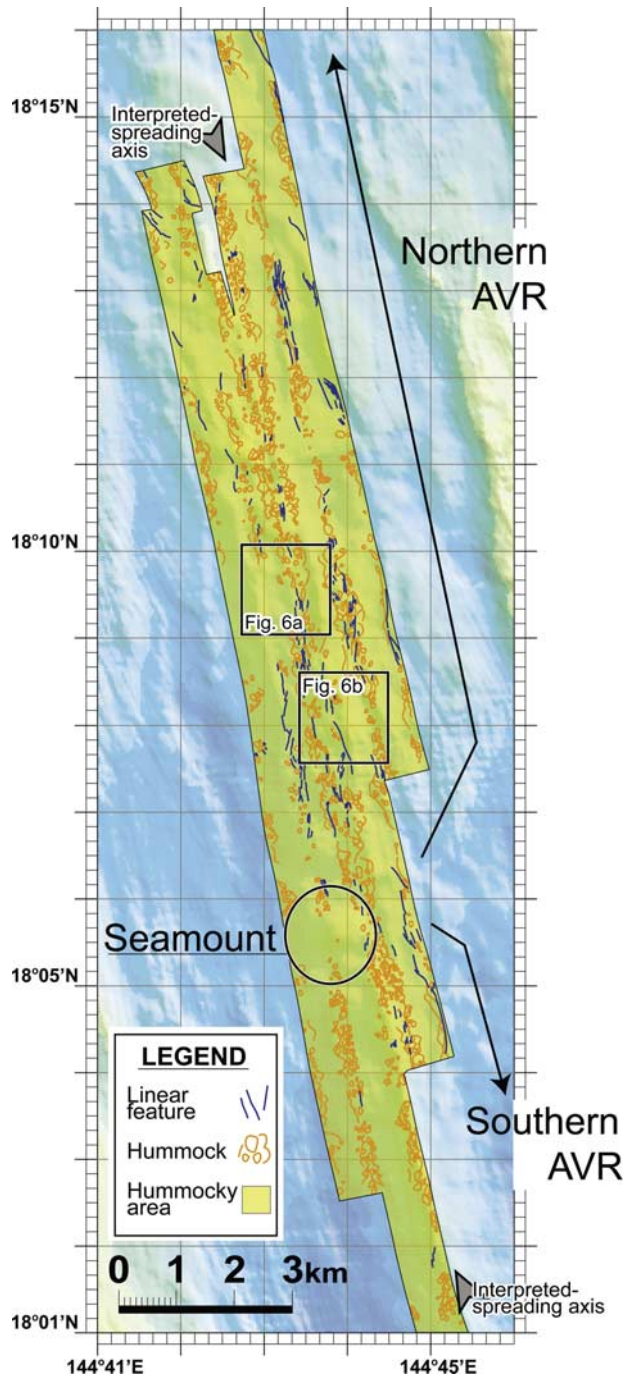 18°15'N
Interpreted-
spreading
axis
Northern
AVR
18°10'N
Fig. 6a
Fig. 6b
Seamount
18°05'N
LEGEND
Linear
feature
Hummock
Hummocky
area
Southern
AVR
0 1 2 3km
Interpreted-
spreading axis
18°01'N
144°41'E
144°45'E